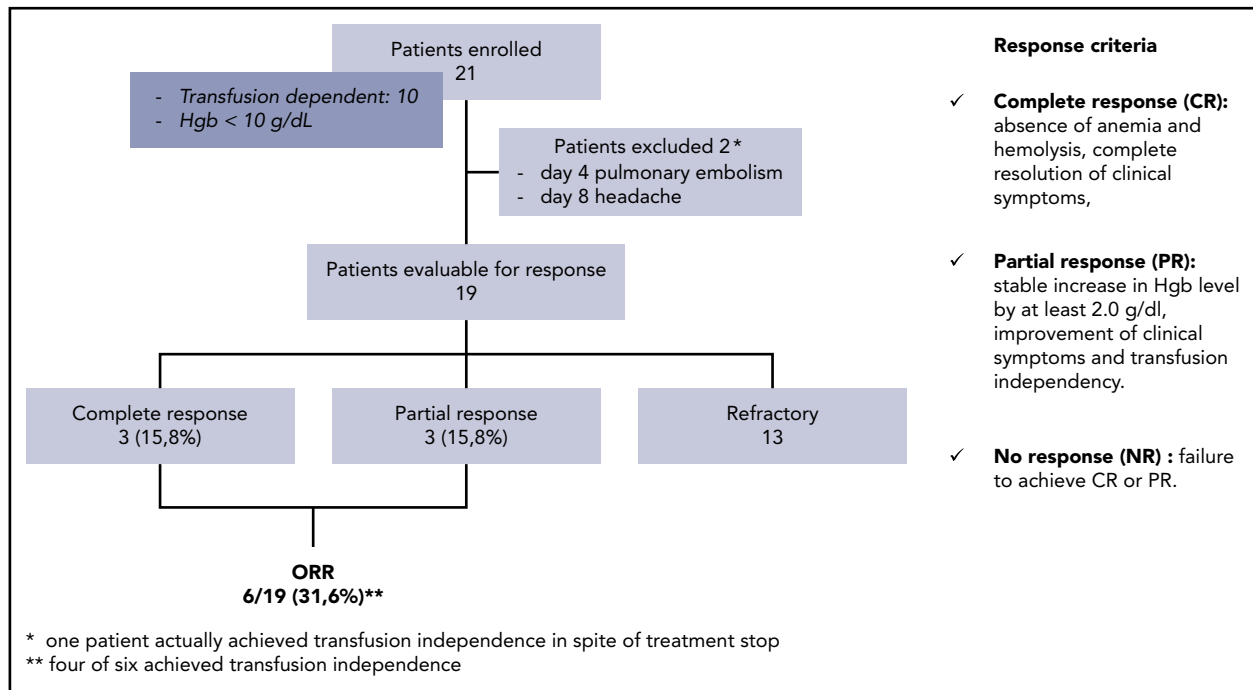 Patients enrolled
21
- Transfusion dependent: 10
- Hgb < 10 g/dL
Patients excluded 2*
- day 4 pulmonary embolism
- day 8 headache
Patients evaluable for response
19
Complete response
3 (15,8%)
Partial response
3 (15,8%)
Refractory
13
ORR
6/19 (31,6%)**
Response criteria
✓ Complete response (CR):
absence of anemia and
hemolysis, complete
resolution of clinical
symptoms,
✓ Partial response (PR):
stable increase in Hgb level
by at least 2.0 g/dl,
improvement of clinical
symptoms and transfusion
independency.
✓ No response (NR) : failure
to achieve CR or PR.
* one patient actually achieved transfusion independence in spite of treatment stop
** four of six achieved transfusion independence